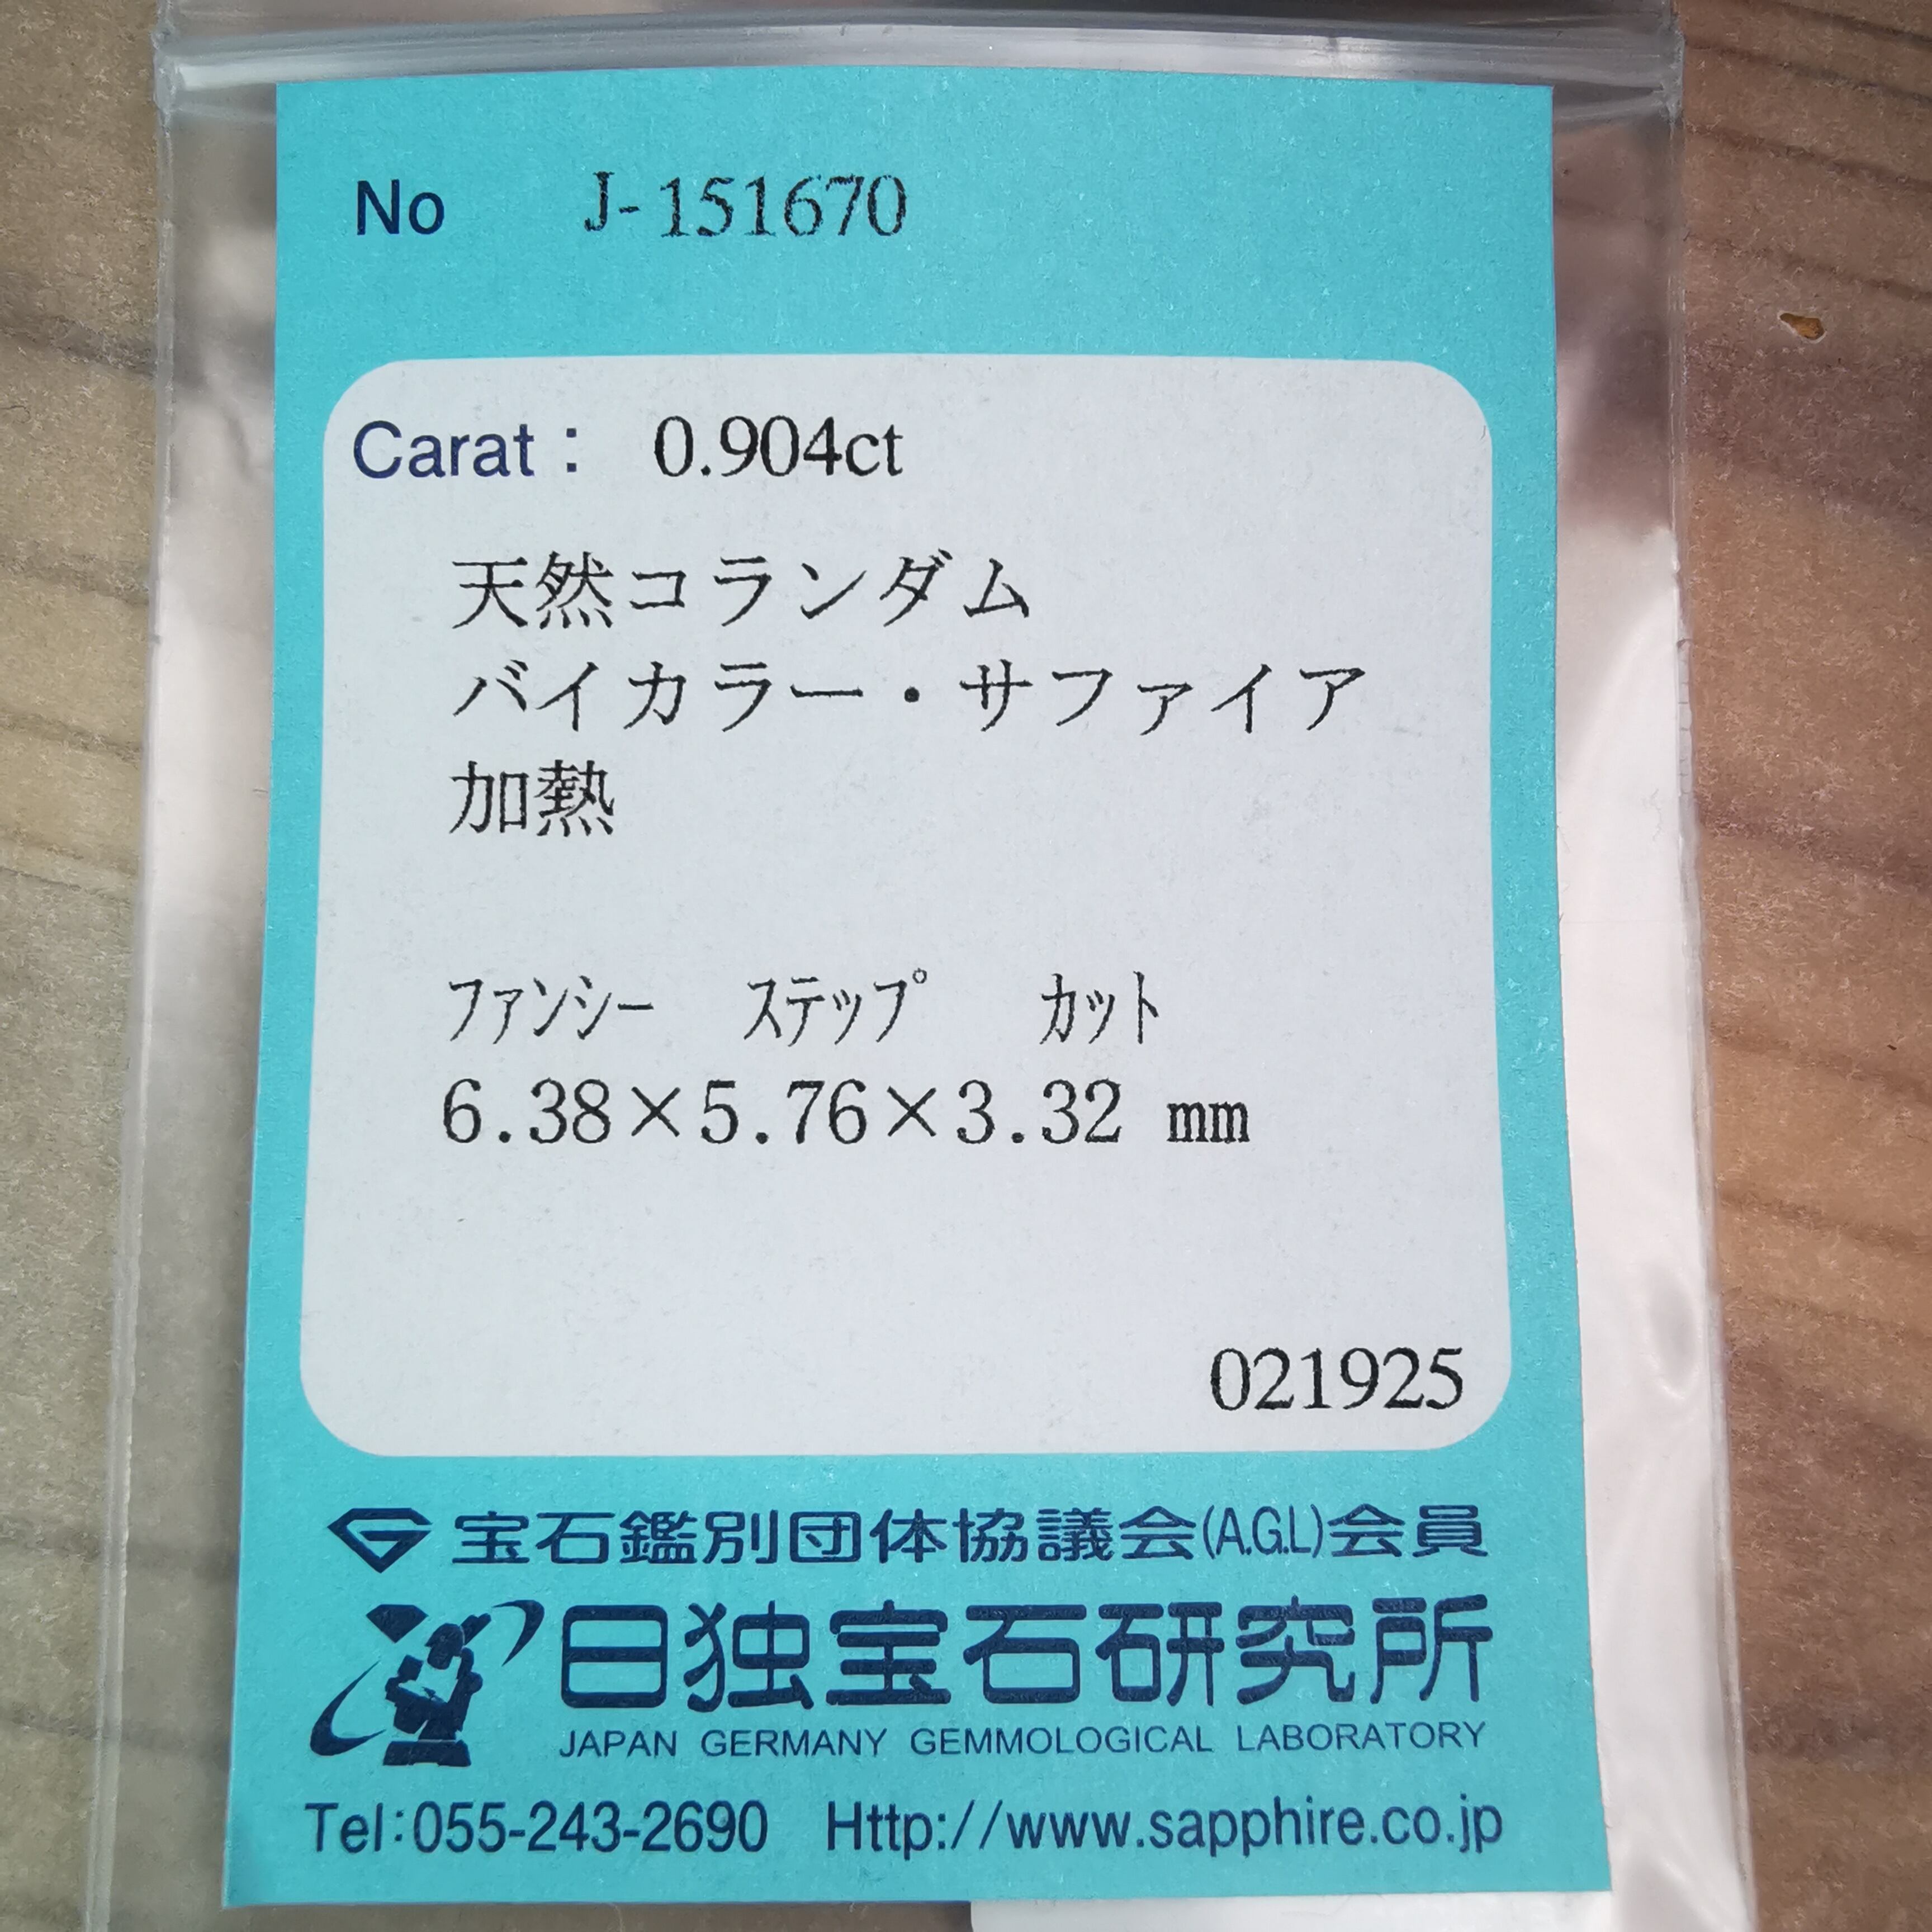 No J-151670
Carat : 0.904ct
天然コランダム
バイカラー・サファイア
加熱
ﾌｧﾝｼｰ ｽﾃｯﾌﾟ ｶｯﾄ
6.38×5.76×3.32 mm
021925
宝石鑑別団体協議会(A.G.L)会員
日独宝石研究所
JAPAN GERMANY GEMMOLOGICAL LABORATORY
Tel:055-243-2690 Http://www.sapphire.co.jp